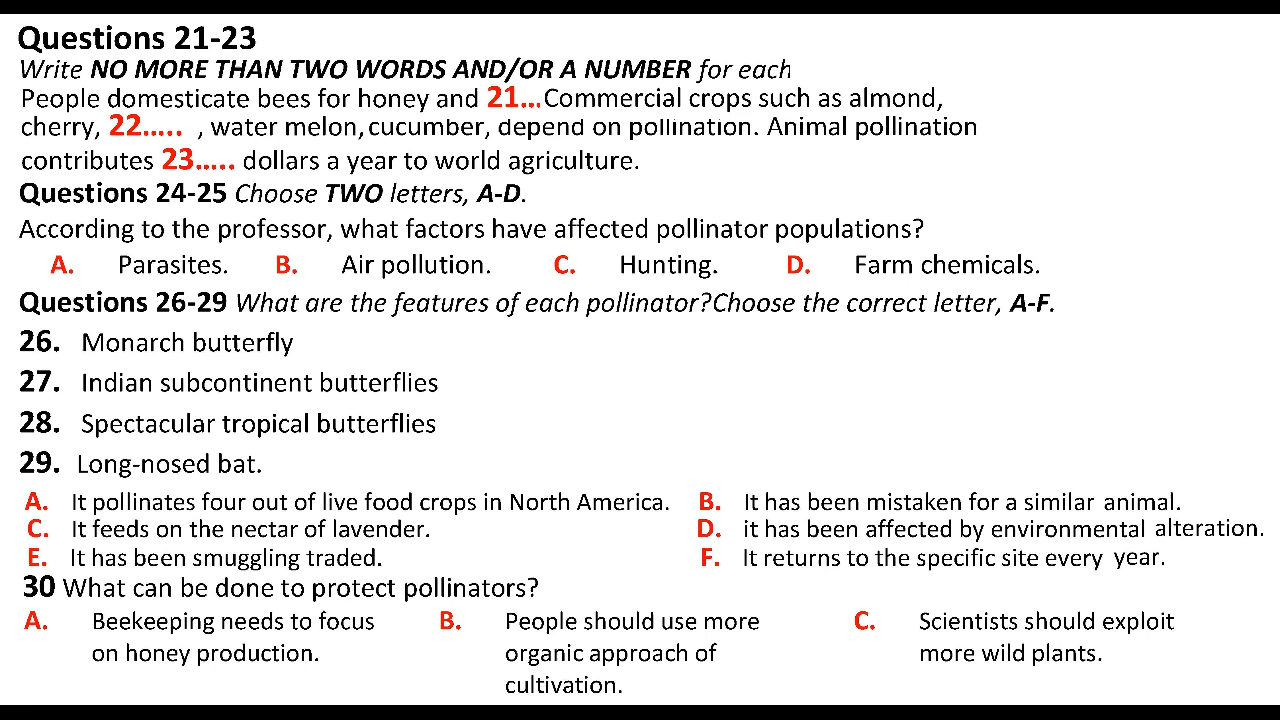 Questions 21-23
Write NO MORE THAN TWO WORDS AND/OR A NUMBER for each
People domesticate bees for honey and 21... Commercial crops such as almond,
cherry, 22..... , water melon, cucumber, depend on pollination. Animal pollination
contributes 23..... dollars a year to world agriculture.
Questions 24-25 Choose TWO letters, A-D.
According to the professor, what factors have affected pollinator populations?
A. Parasites. B. Air pollution. C. Hunting. D. Farm chemicals.
Questions 26-29 What are the features of each pollinator?Choose the correct letter, A-F.
26. Monarch butterfly
27. Indian subcontinent butterflies
28. Spectacular tropical butterflies
29. Long-nosed bat.
A. It pollinates four out of live food crops in North America. B. It has been mistaken for a similar animal.
C. It feeds on the nectar of lavender. D. it has been affected by environmental alteration.
E. It has been smuggling traded. F. It returns to the specific site every year.
30 What can be done to protect pollinators?
A. Beekeeping needs to focus B. People should use more C. Scientists should exploit
on honey production. organic approach of more wild plants.
cultivation.